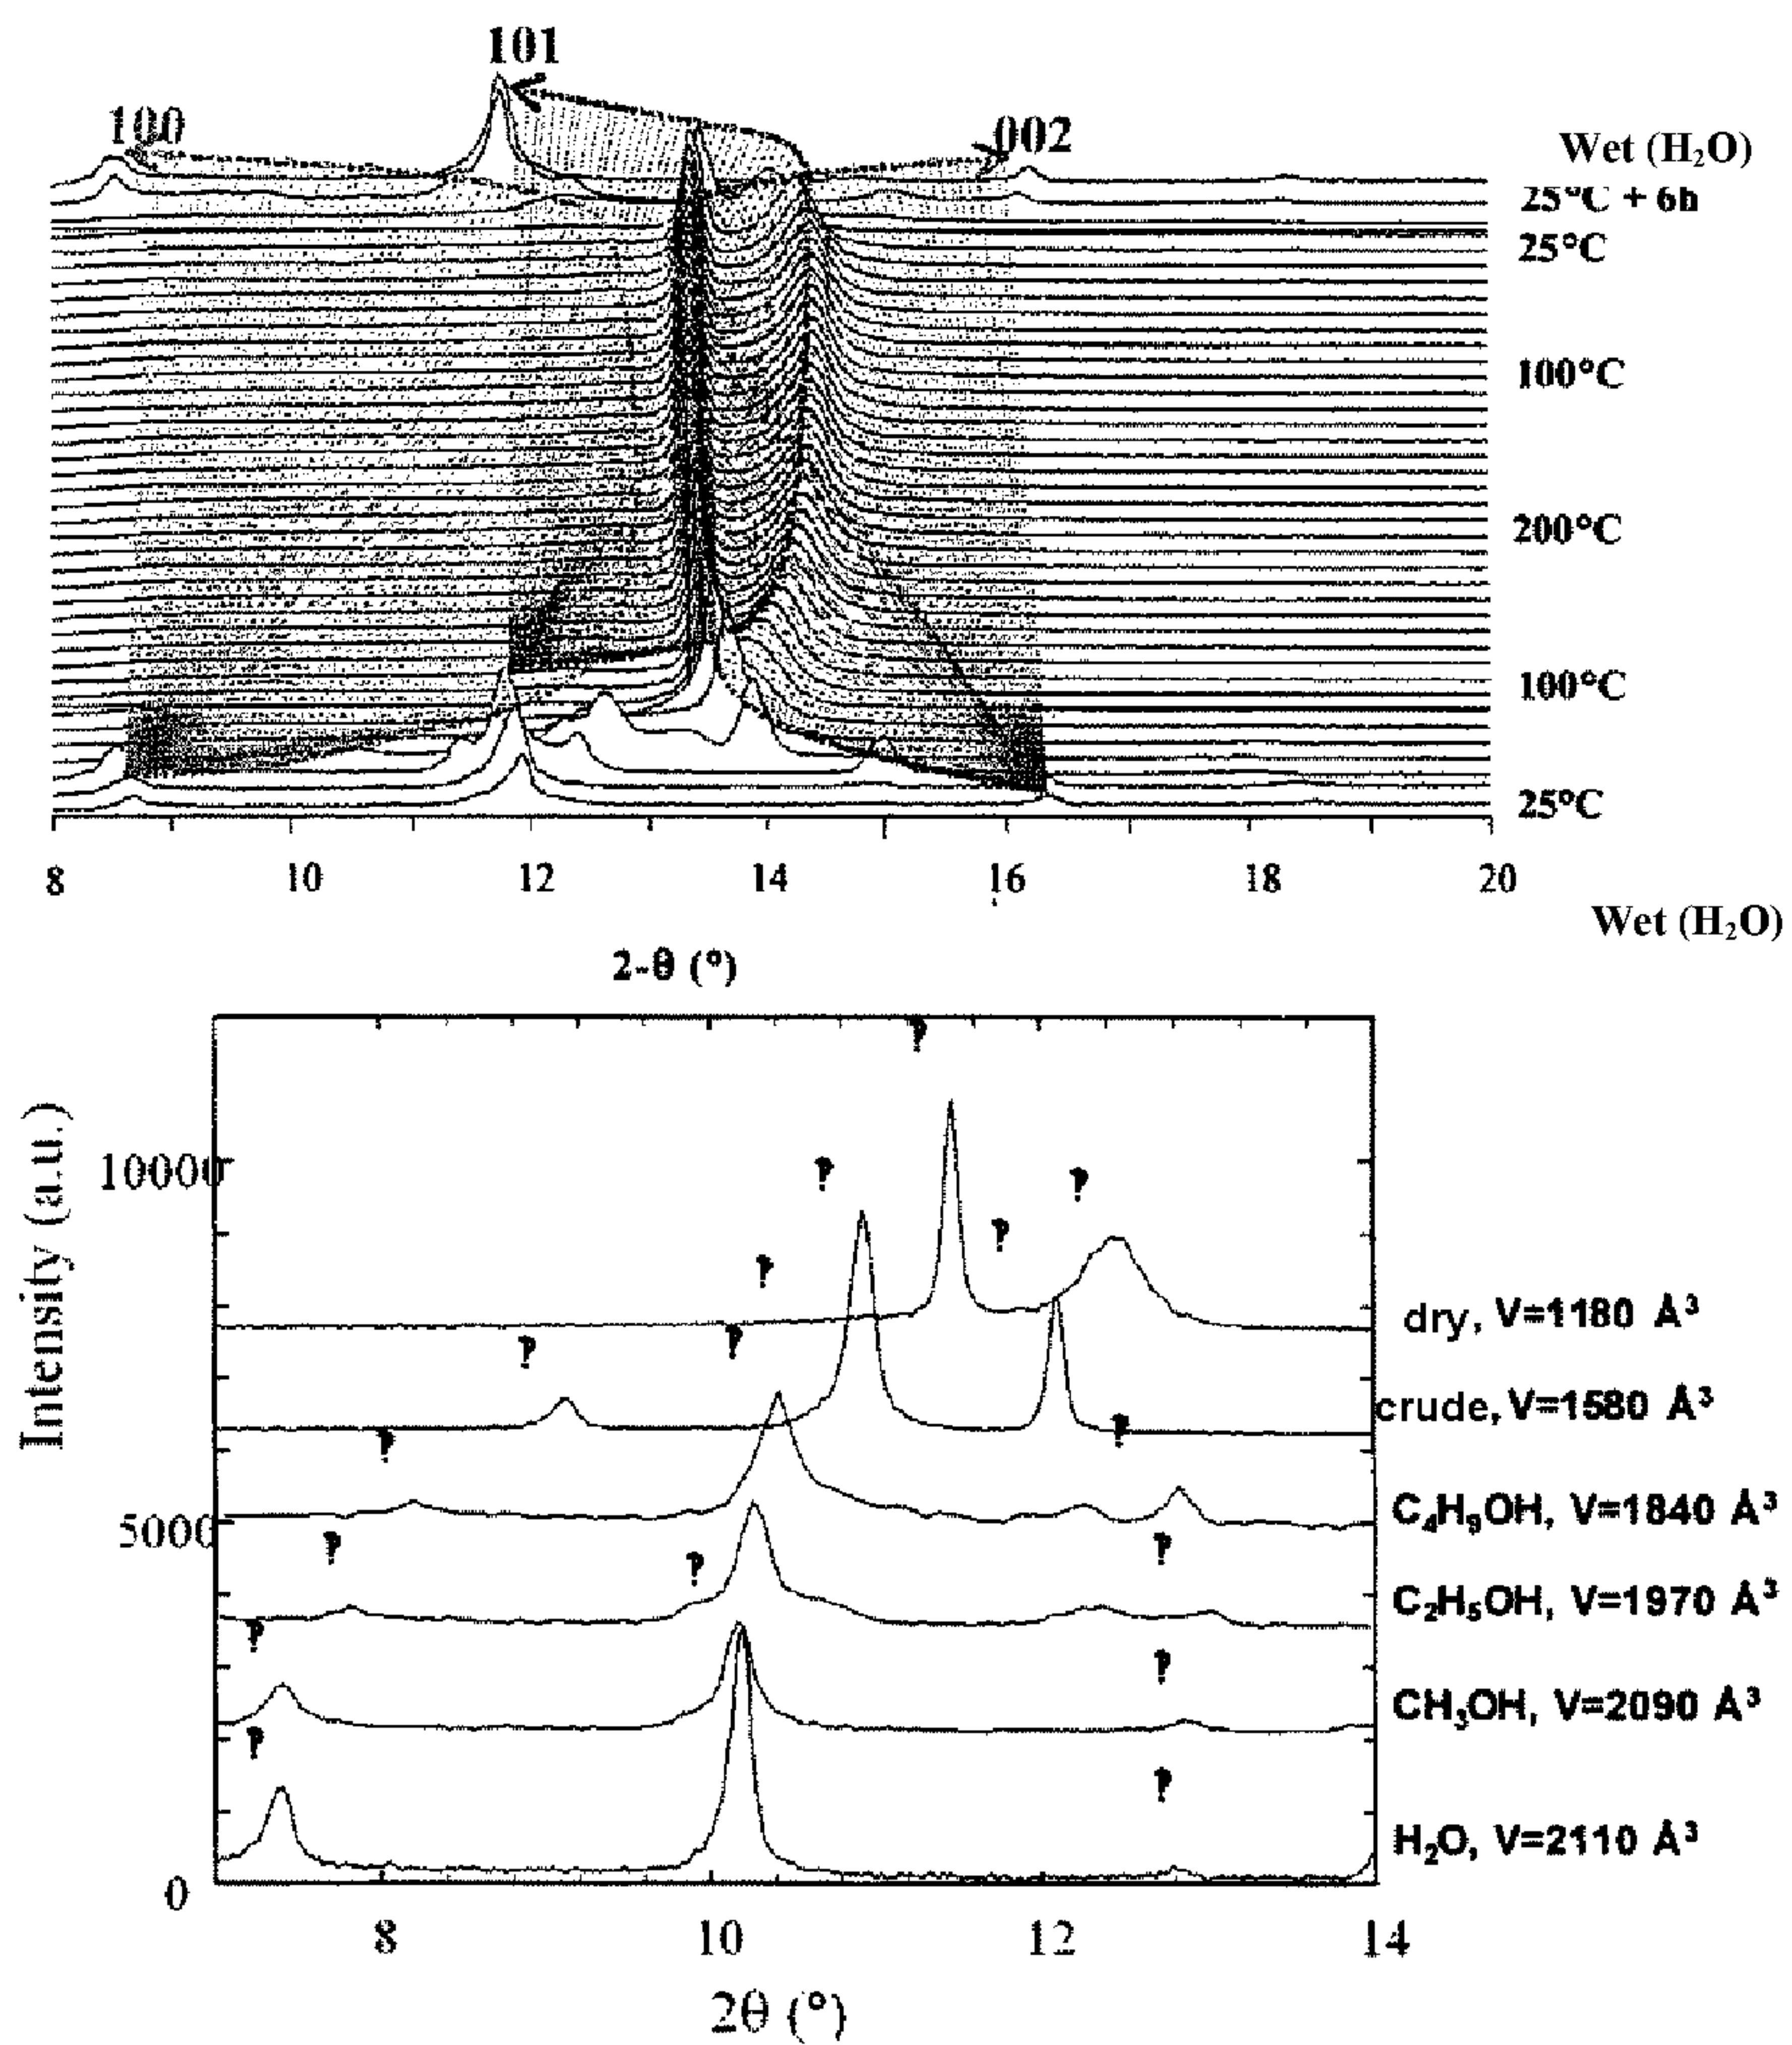 101
100
002
Wet (H₂O)
25°C + 6h
25°C
100°C
200°C
100°C
25°C
8 10 12 14 16 18 20
Wet (H₂O)
2-θ (°)
Intensity (a.u.)
10000
5000
0
dry, V=1180 Å³
crude, V=1580 Å³
C₄H₉OH, V=1840 Å³
C₂H₅OH, V=1970 Å³
CH₃OH, V=2090 Å³
H₂O, V=2110 Å³
8 10 12 14
2θ (°)